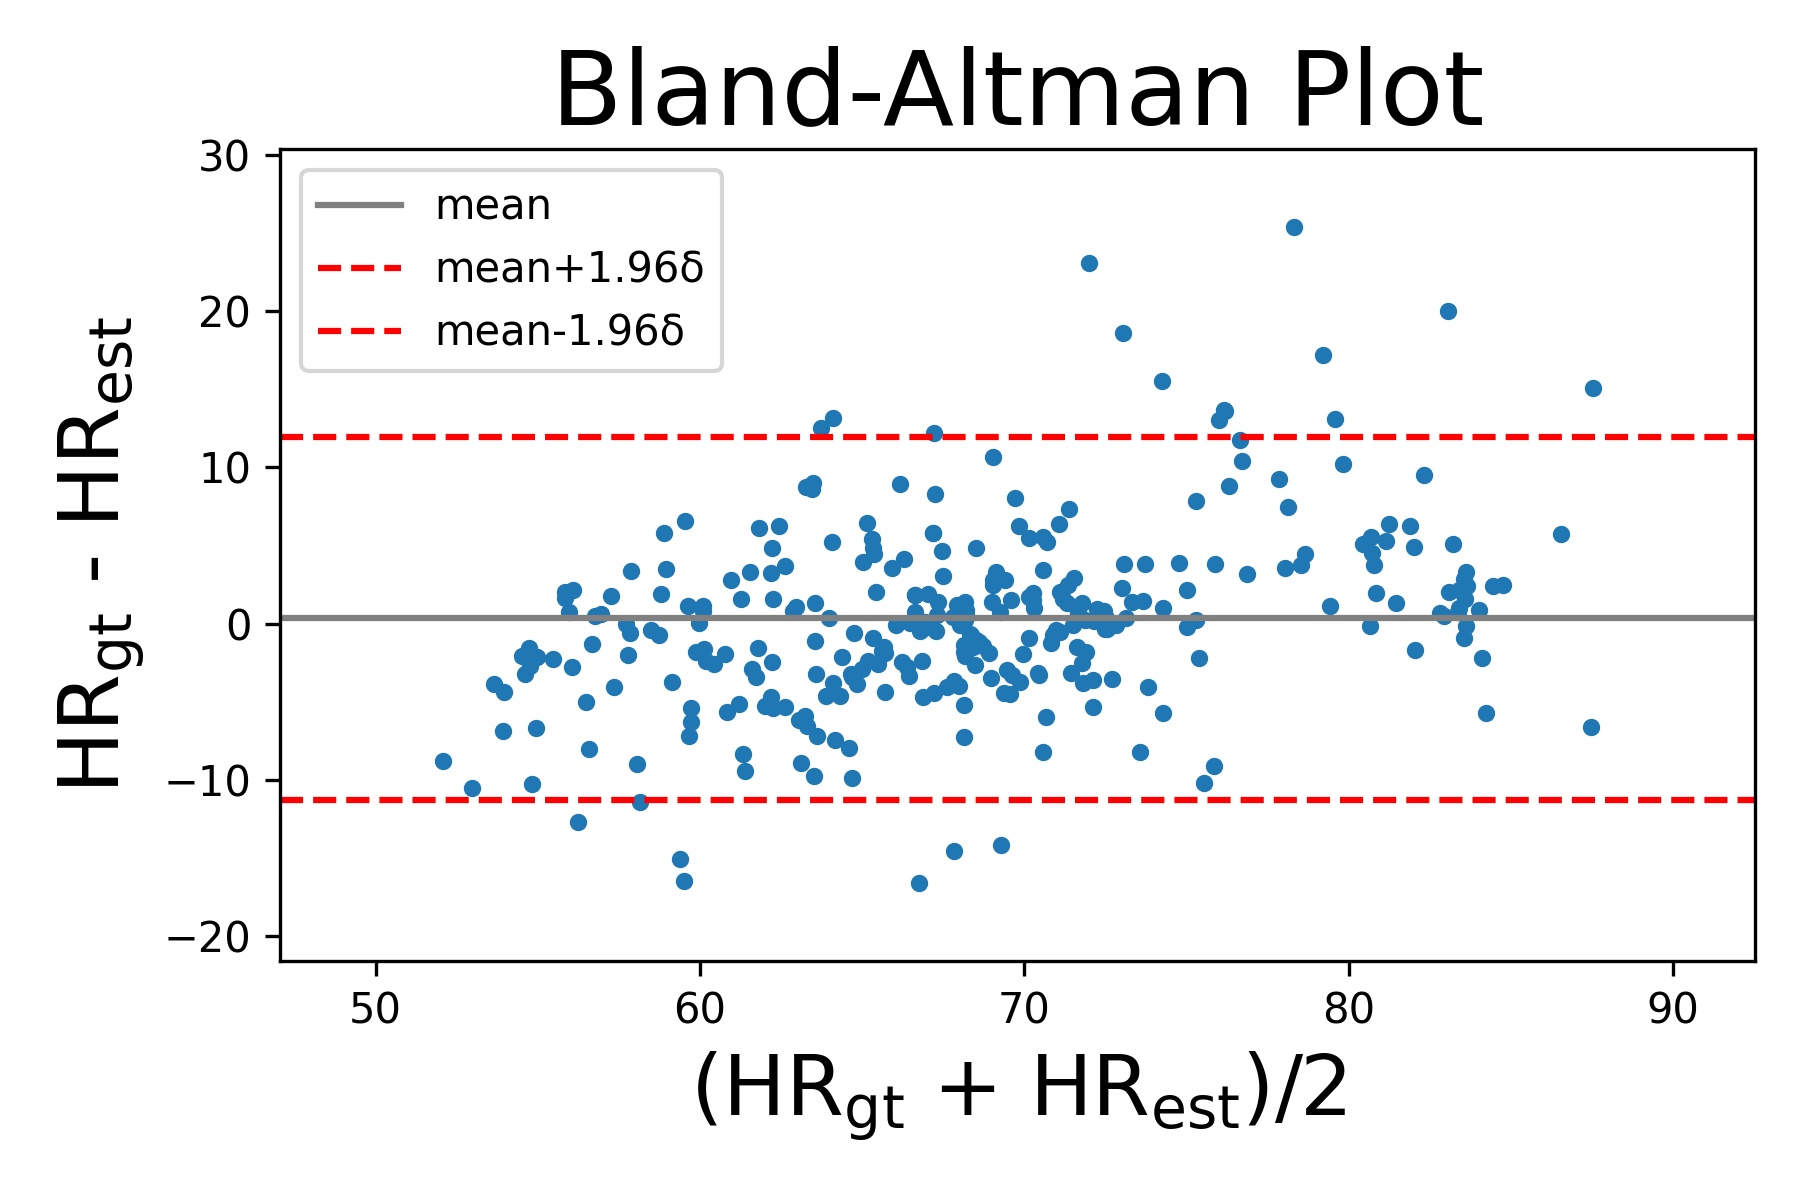 Bland-Altman Plot
HRgt - HRest
30
20
10
0
−10
−20
mean
mean+1.96δ
mean-1.96δ
50 60 70 80 90
(HRgt + HRest)/2